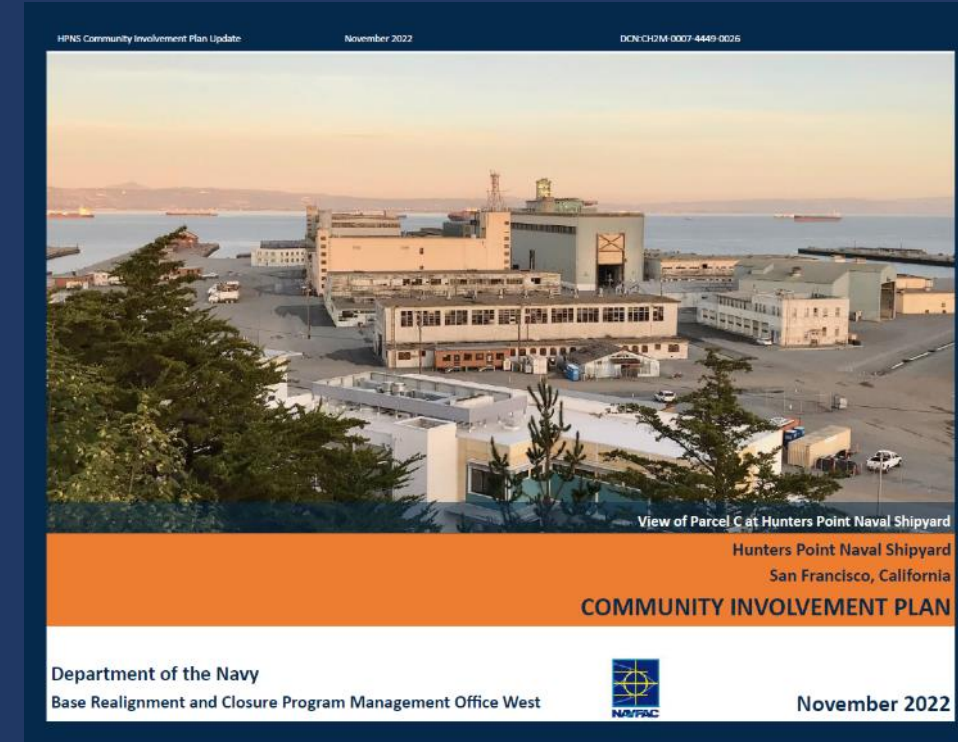 HPNS Community Involvement Plan Update November 2022 DCN:CH2M-0007-4449-0026
View of Parcel C at Hunters Point Naval Shipyard
Hunters Point Naval Shipyard
San Francisco, California
COMMUNITY INVOLVEMENT PLAN
Department of the Navy
Base Realignment and Closure Program Management Office West
NAVFAC
November 2022